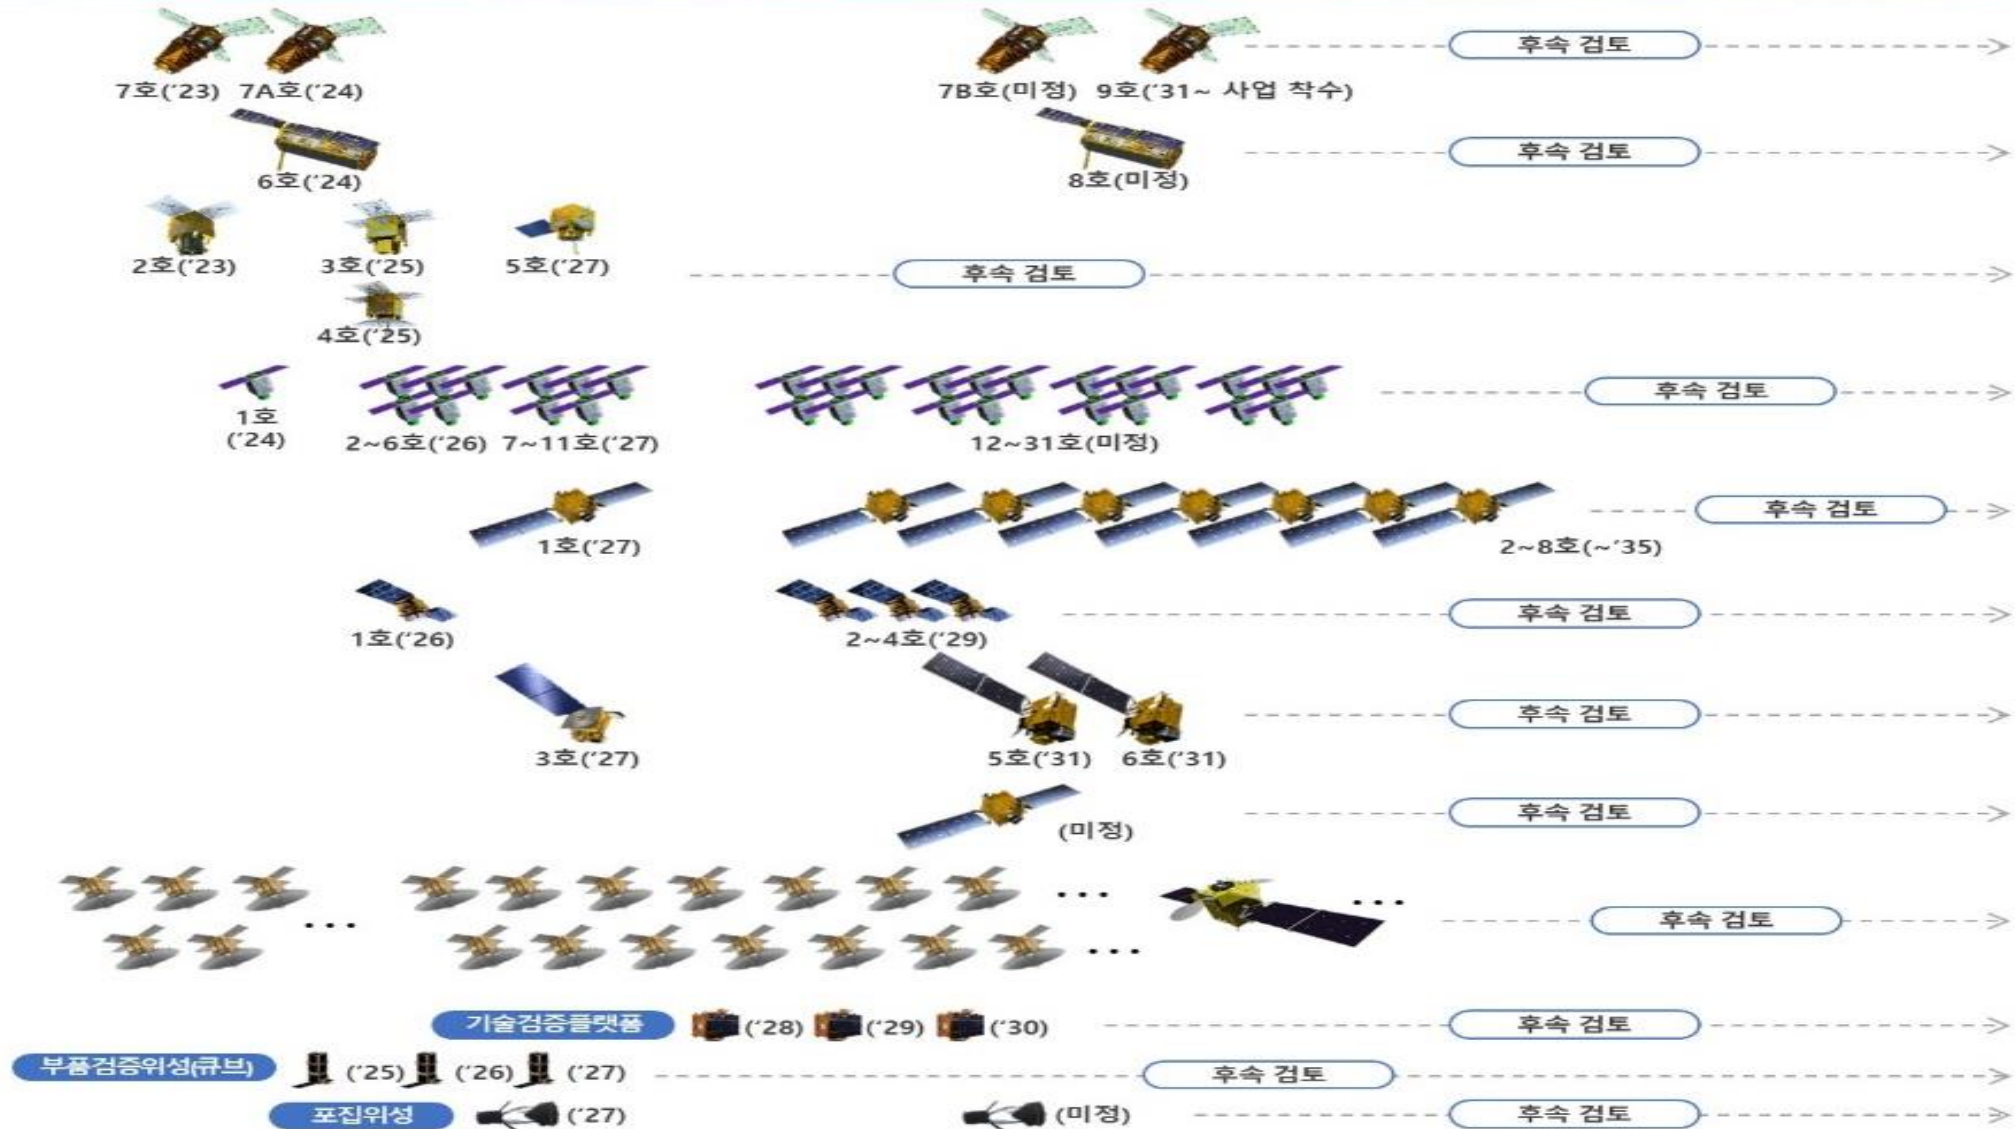 후속 검토
7호('23) 7A호('24) 7B호(미정) 9호('31~ 사업 착수)
후속 검토
6호('24) 8호(미정)
2호('23) 3호('25) 5호('27)
후속 검토
4호('25)
후속 검토
1호
('24)
2~6호('26) 7~11호('27) 12~31호(미정)
후속 검토
1호('27) 2~8호(~'35)
후속 검토
1호('26) 2~4호('29)
후속 검토
3호('27) 5호('31) 6호('31)
후속 검토
(미정)
...
...
후속 검토
...
...
기술검증플랫폼 ('28) ('29) ('30) 후속 검토
부품검증위성(큐브) ('25) ('26) ('27) 후속 검토
포집위성 ('27) (미정) 후속 검토